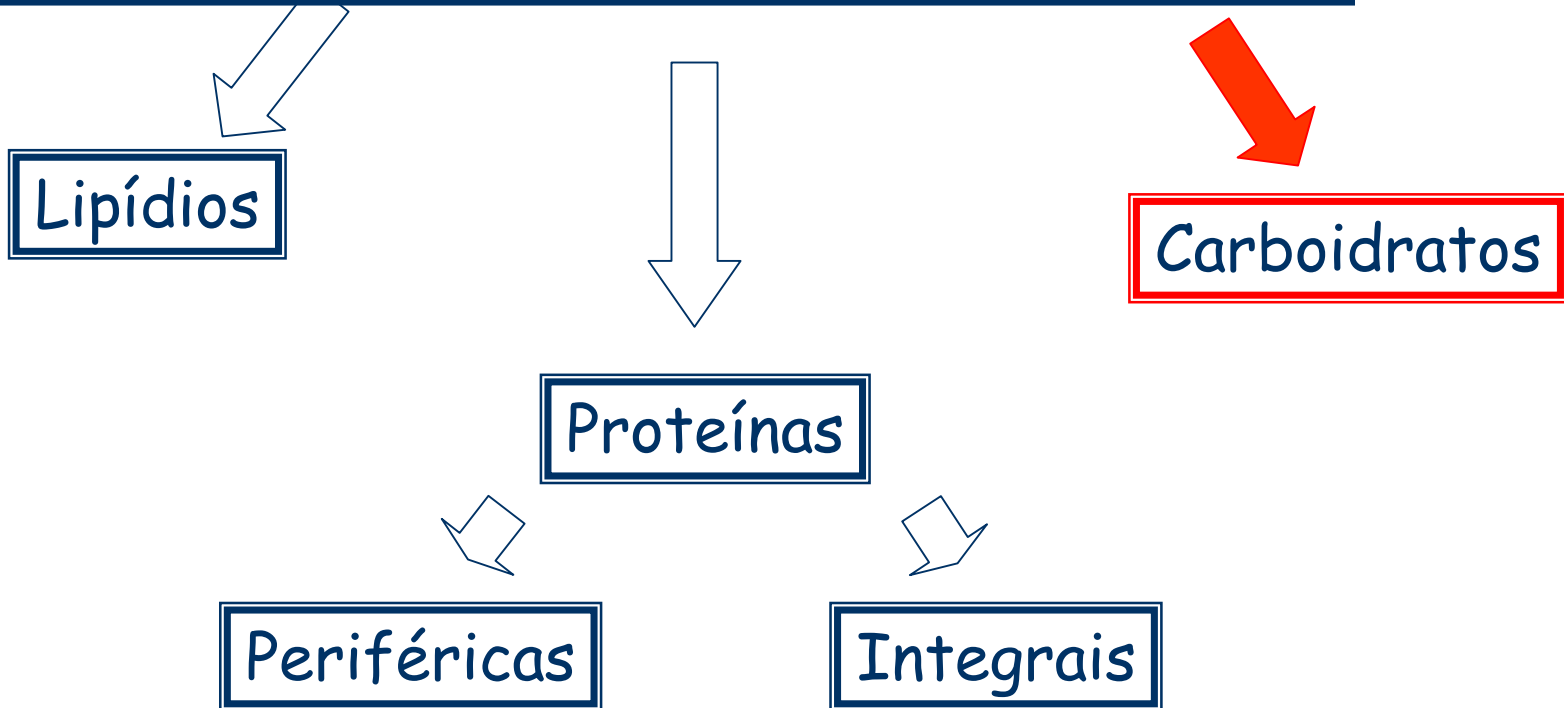 Lipídios
Carboidratos
Proteínas
Periféricas
Integrais